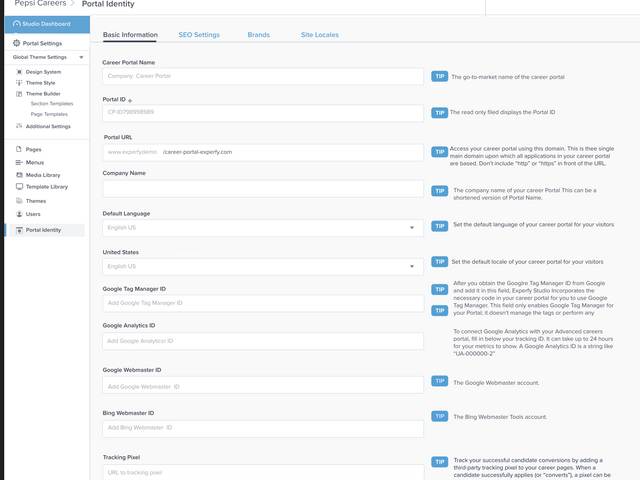 Pepsi Careers > Portal Identity
Studio Dashboard
Portal Settings
Global Theme Settings
Design System
Theme Style
Theme Builder
Section Templates
Page Templates
Additional Settings
Pages
Menus
Media Library
Template Library
Themes
Users
Portal Identity
Basic Information
SEO Settings
Brands
Site Locales
Career Portal Name
Company Career Portal
TIP
The go-to-market name of the career portal
Portal ID
CP-ID798998989
TIP
The read only filed displays the Portal ID
Portal URL
www.experfydemo. /career-portal-experfy.com
TIP
Access your career portal using this domain. This is thee single
main domain upon which all applications in your career portal
are based. Don't include "http" or "https" in front of the URL.
Company Name
TIP
The company name of your career Portal This can be a
shortened version of Portal Name.
Default Language
English US
TIP
Set the default language of your career portal for your visitors
United States
English US
TIP
Set the default locale of your career portal for your visitors
Google Tag Manager ID
Add Google Tag Manager ID
TIP
TIP
After you obtain the Googlre Tag Manager ID from Google
and add it in this field, Experfy Studio Incorporates the
necessary code in your career portal for you to use Google
Tag Manager. This field only enables Google Tag Manager for
your Portal; it doesn't manage the tags or perform any
Google Analytics ID
Add Google Analyticsr ID
To connect Google Analytics with your Advanced careers
portal, fill in below your tracking ID. It can take up to 24
hours for your metrics to show. A Google Analytics ID is a string like
"UA-000000-2"
Google Webmaster ID
Add Google Webmaster ID
TIP
The Google Webmaster account.
Bing Webmaster ID
Add Bing Webmaster ID
TIP
The Bing Webmaster Tools account.
Tracking Pixel
URL to tracking pixel
TIP
Track your successful candidate conversions by adding a
third-party tracking pixel to your career pages. When a
candidate successfully applies (or "converts"), a pixel can be